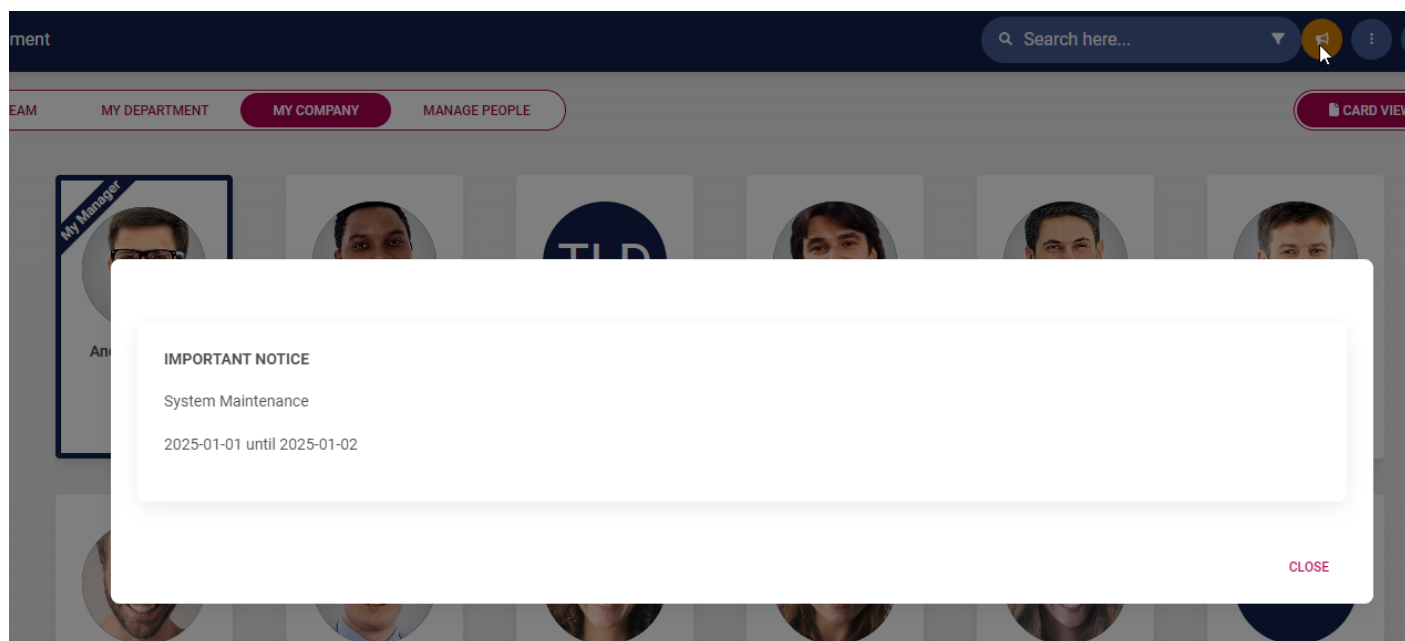 ment
Search here...
EAM
MY DEPARTMENT
MY COMPANY
MANAGE PEOPLE
CARD VIEW
My Manager
TLD
An
IMPORTANT NOTICE
System Maintenance
2025-01-01 until 2025-01-02
CLOSE